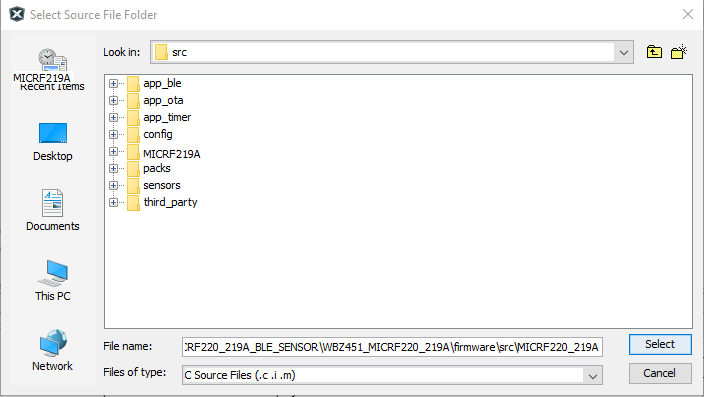 Select Source File Folder
Look in:
src
MICRF219A
Recent Items
Desktop
Documents
This PC
Network
app_ble
app_ota
app_timer
config
MICRF219A
packs
sensors
third_party
File name:
RF220_219A_BLE_SENSOR\WBZ451_MICRF220_219A\firmware\src\MICRF220_219A
Select
Files of type:
C Source Files (.c .i .m)
Cancel